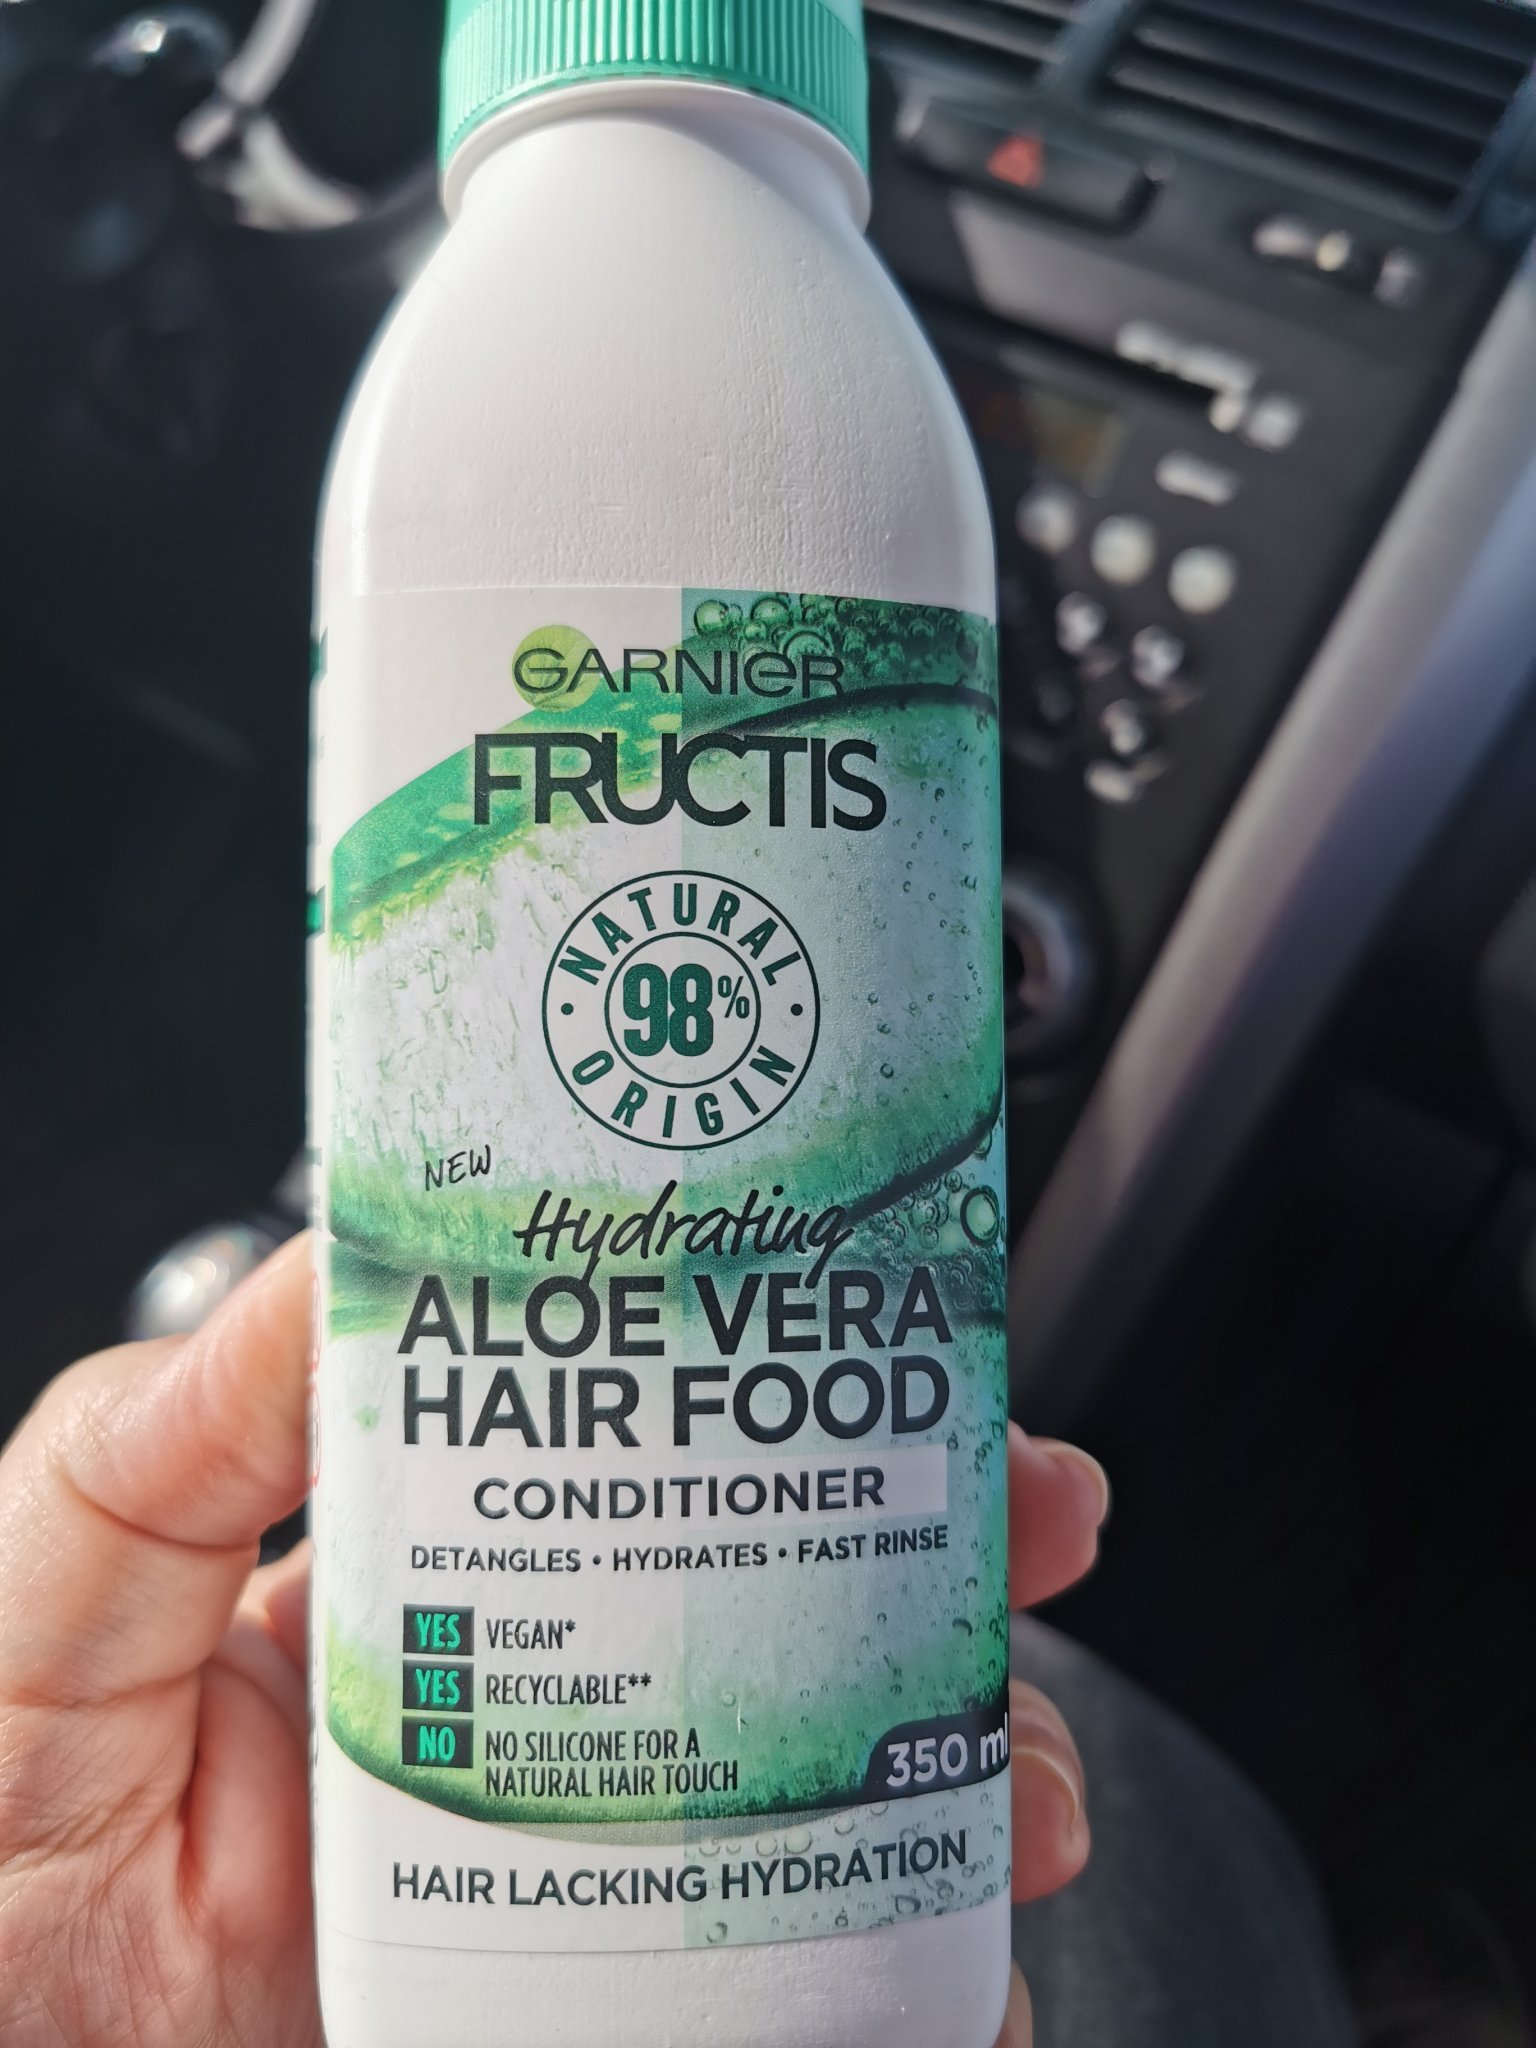 GARNIER
FRUCTIS
NATURAL
98%
ORIGIN
NEW
Hydrating
ALOE VERA
HAIR FOOD
CONDITIONER
DETANGLES • HYDRATES • FAST RINSE
YES VEGAN*
YES RECYCLABLE**
NO NO SILICONE FOR A
NATURAL HAIR TOUCH
350 ml
HAIR LACKING HYDRATION